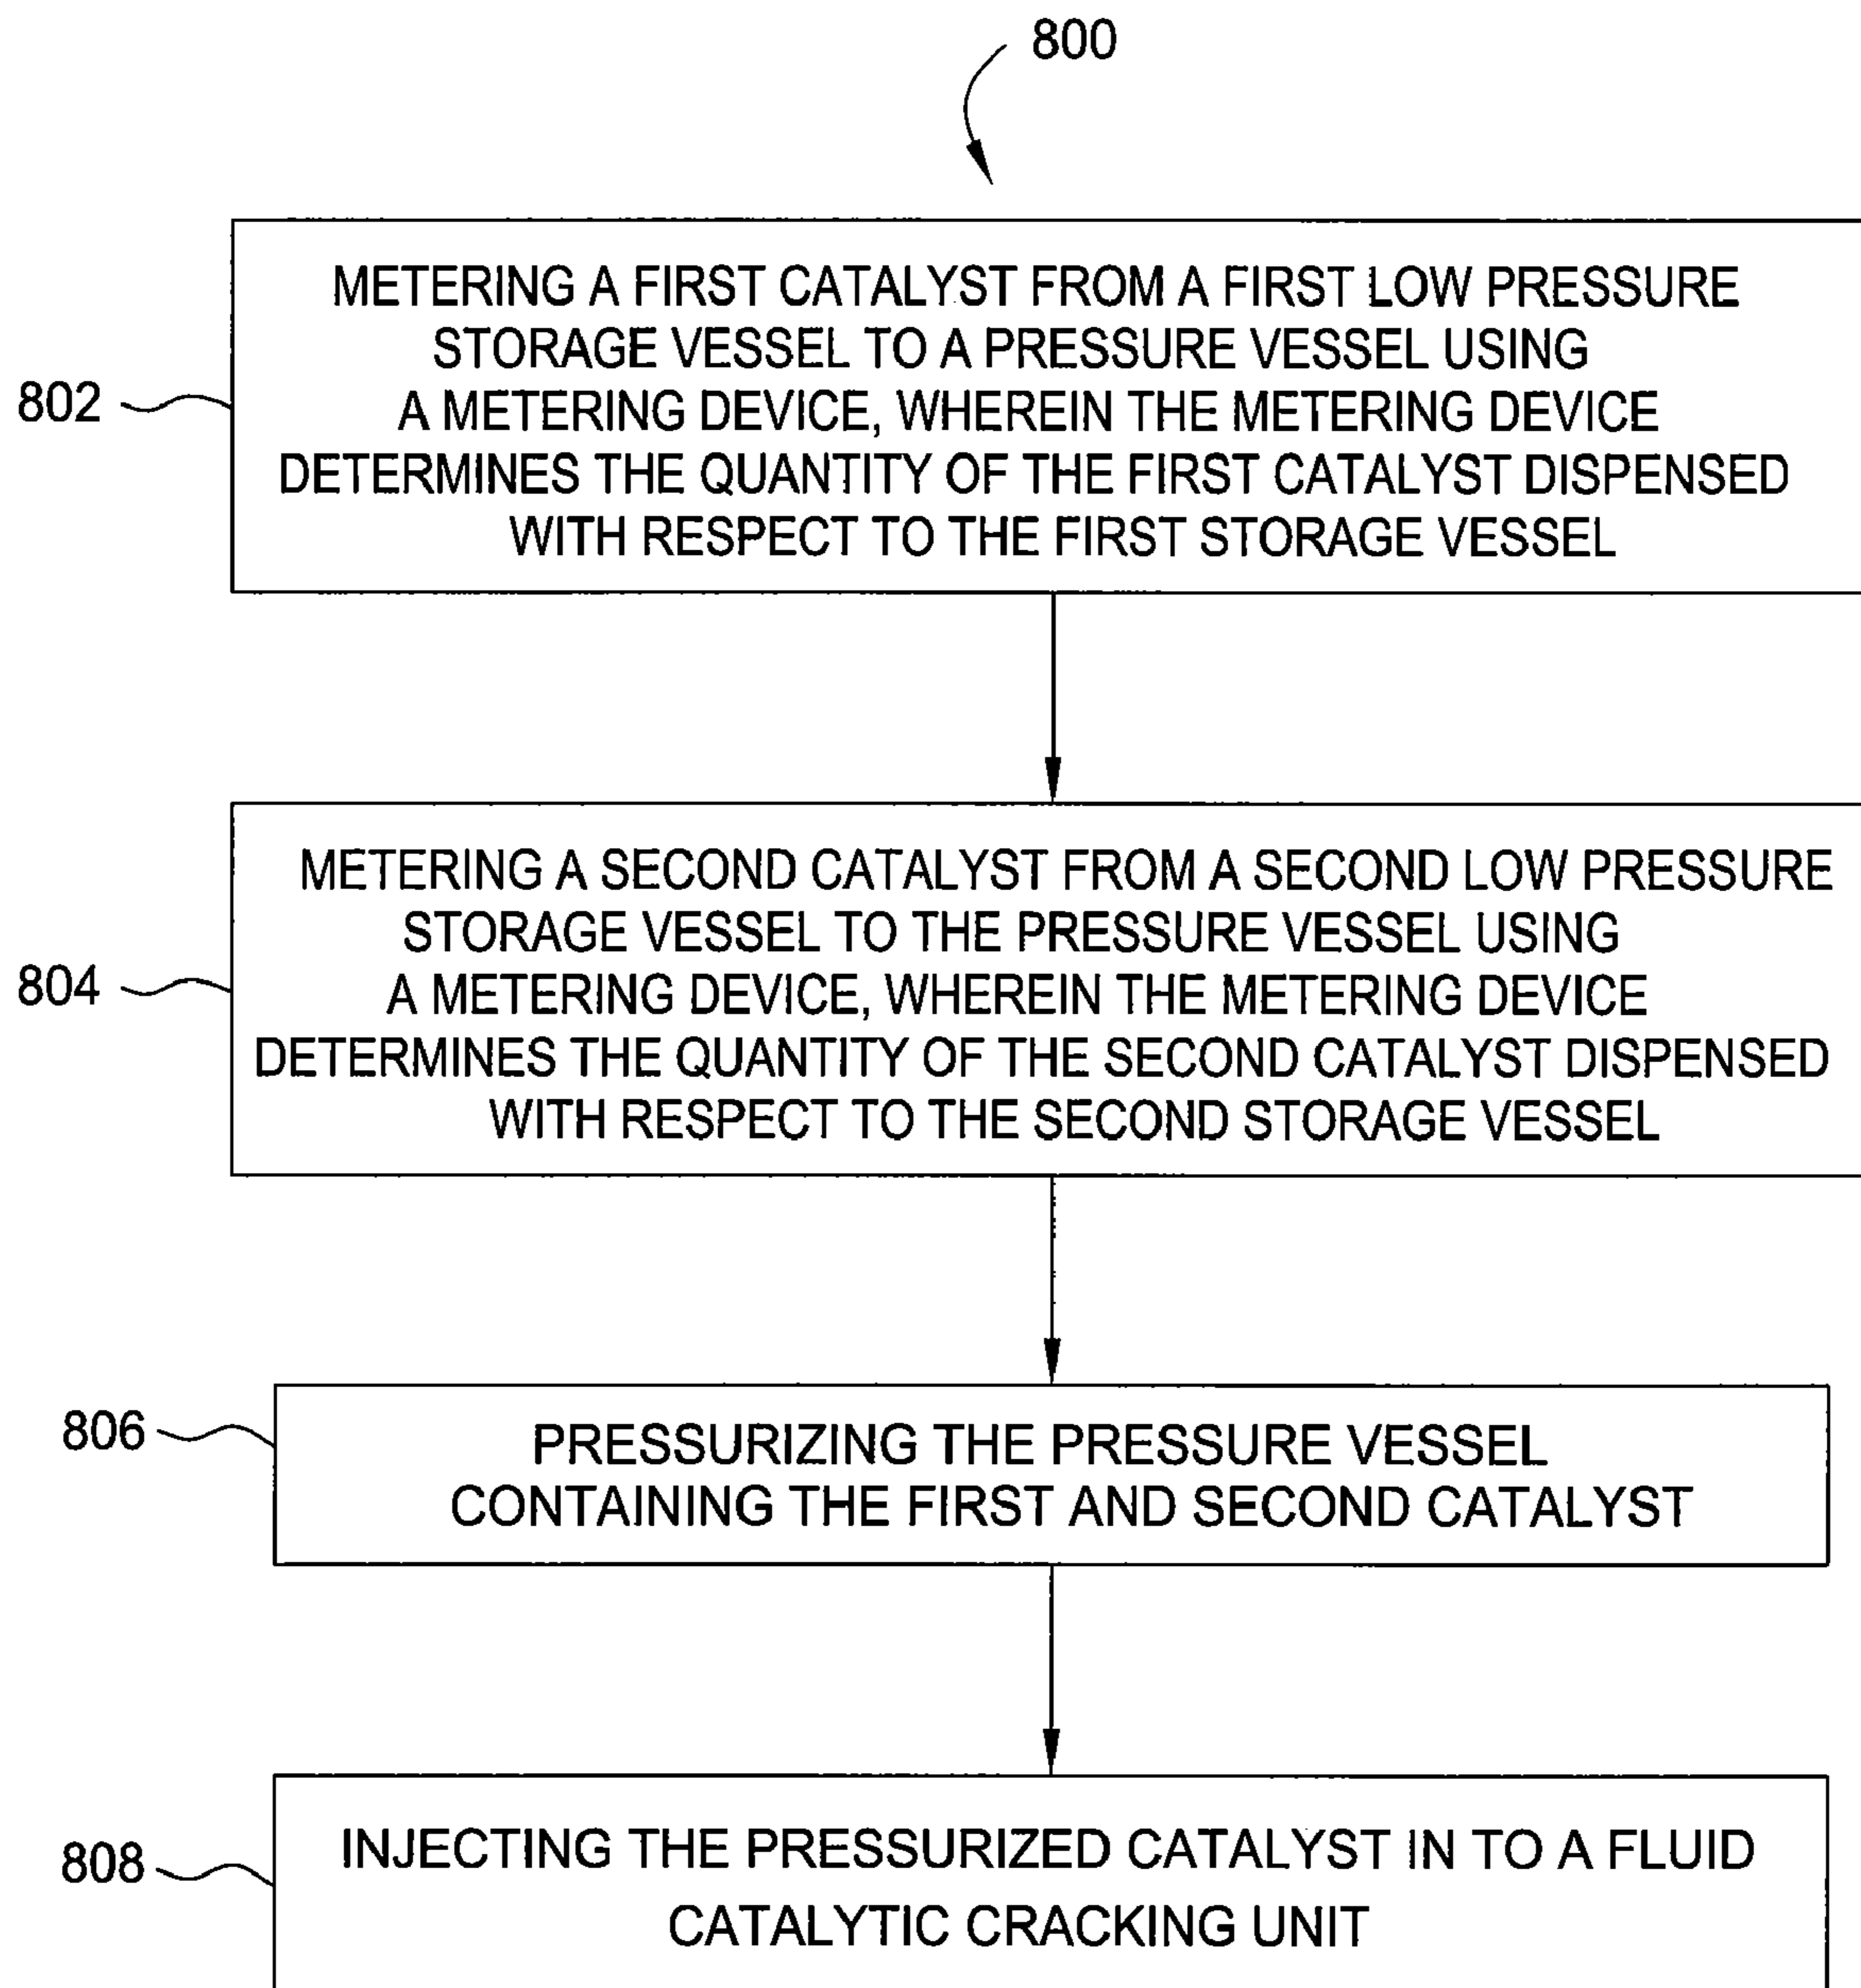 800
802
METERING A FIRST CATALYST FROM A FIRST LOW PRESSURE
STORAGE VESSEL TO A PRESSURE VESSEL USING
A METERING DEVICE, WHEREIN THE METERING DEVICE
DETERMINES THE QUANTITY OF THE FIRST CATALYST DISPENSED
WITH RESPECT TO THE FIRST STORAGE VESSEL
804
METERING A SECOND CATALYST FROM A SECOND LOW PRESSURE
STORAGE VESSEL TO THE PRESSURE VESSEL USING
A METERING DEVICE, WHEREIN THE METERING DEVICE
DETERMINES THE QUANTITY OF THE SECOND CATALYST DISPENSED
WITH RESPECT TO THE SECOND STORAGE VESSEL
806
PRESSURIZING THE PRESSURE VESSEL
CONTAINING THE FIRST AND SECOND CATALYST
808
INJECTING THE PRESSURIZED CATALYST IN TO A FLUID
CATALYTIC CRACKING UNIT